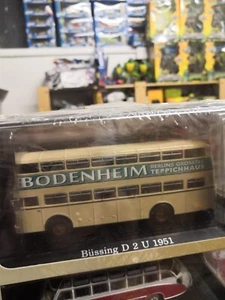 BODENHEIM
BERLINS GROSSES
TEPPICHHAUS
Büssing D 2 U 1951